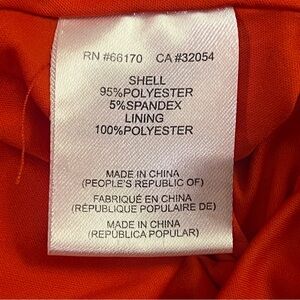 RN #66170 CA #32054
SHELL
95%POLYESTER
5%SPANDEX
LINING
100%POLYESTER
MADE IN CHINA
(PEOPLE'S REPUBLIC OF)
FABRIQUÉ EN CHINA
(RÉPUBLIQUE POPULAIRE DE)
MADE IN CHINA
(REPÚBLICA POPULAR)